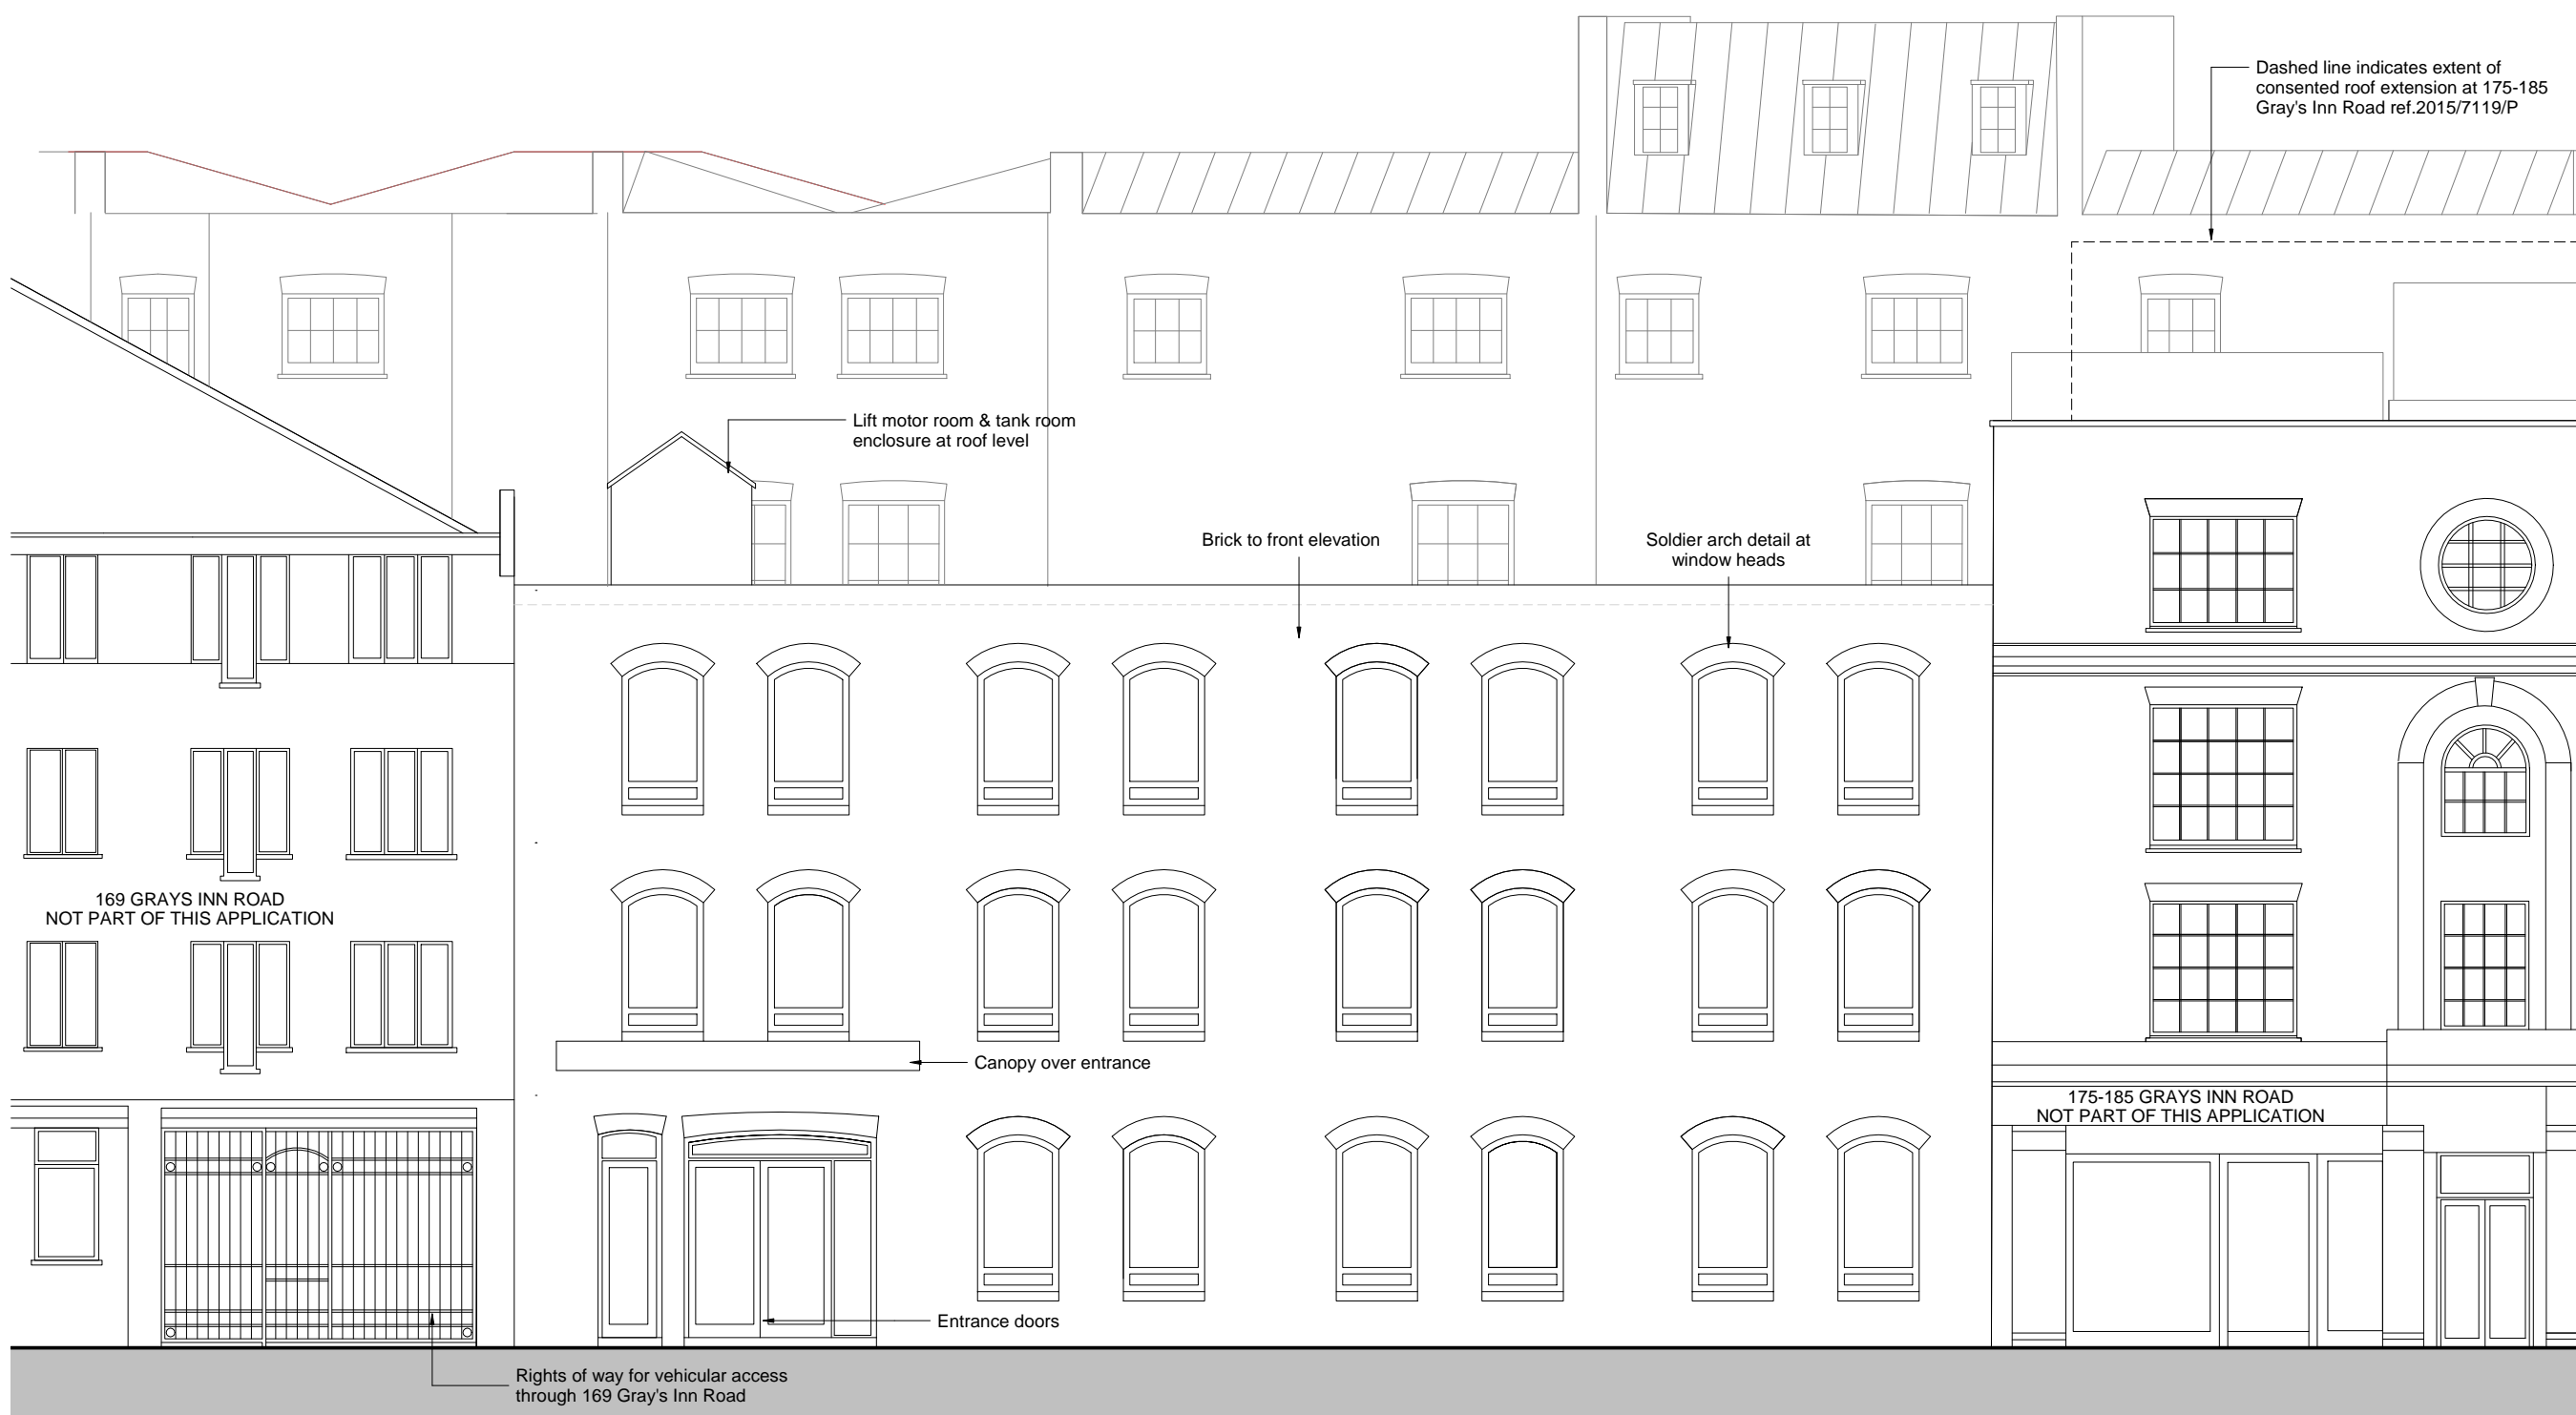 Dashed line indicates extent of
consented roof extension at 175-185
Gray's Inn Road ref.2015/7119/P
Lift motor room & tank room
enclosure at roof level
Brick to front elevation
Soldier arch detail at
window heads
169 GRAYS INN ROAD
NOT PART OF THIS APPLICATION
Canopy over entrance
175-185 GRAYS INN ROAD
NOT PART OF THIS APPLICATION
Entrance doors
Rights of way for vehicular access
through 169 Gray's Inn Road